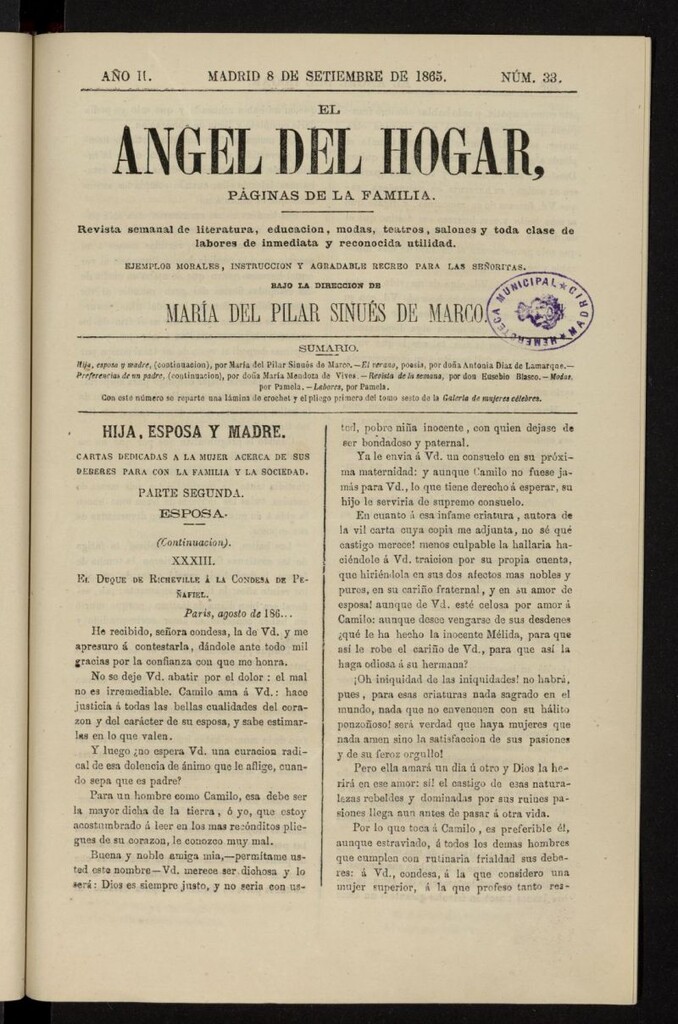 AÑO II. MADRID 8 DE SETIEMBRE DE 1865. NÚM. 33.
EL
ANGEL DEL HOGAR,
PÁGINAS DE LA FAMILIA.
Revista semanal de literatura, educacion, modas, teatros, salones y toda clase de
labores de inmediata y reconocida utilidad.
EJEMPLOS MORALES, INSTRUCCION Y AGRADABLE RECREO PARA LAS SEÑORITAS.
BAJO LA DIRECCION DE
MARÍA DEL PILAR SINUÉS DE MARCO.
HEMEROTECA MUNICIPAL ★ MADRID ★
SUMARIO.
Hija, esposa y madre, (continuacion), por María del Pilar Sinués de Marco.—El verano, poesía, por doña Antonia Diaz de Lamarque.—
Preferencias de un padre, (continuacion), por doña María Mendoza de Vives.—Revista de la semana, por don Eusebio Blasco.—Modas,
por Pamela.—Labores, por Pamela.
Con este número se reparte una lámina de crochet y el pliego primero del tomo sesto de la Galería de mujeres célebres.
HIJA, ESPOSA Y MADRE.
CARTAS DEDICADAS A LA MUJER ACERCA DE SUS
DEBERES PARA CON LA FAMILIA Y LA SOCIEDAD.
PARTE SEGUNDA.
ESPOSA.
(Continuacion).
XXXIII.
EL DUQUE DE RICHEVILLE Á LA CONDESA DE PE-
ÑAFIEL.
Paris, agosto de 186...
He recibido, señora condesa, la de Vd. y me
apresuro á contestarla, dándole ante todo mil
gracias por la confianza con que me honra.
No se deje Vd. abatir por el dolor: el mal
no es irremediable. Camilo ama á Vd.: hace
justicia á todas las bellas cualidades del cora-
zon y del carácter de su esposa, y sabe estimar-
las en lo que valen.
Y luego ¿no espera Vd. una curacion radi-
cal de esa dolencia de ánimo que le aflige, cuan-
do sepa que es padre?
Para un hombre como Camilo, esa debe ser
la mayor dicha de la tierra, ó yo, que estoy
acostumbrado á leer en los mas recónditos plie-
gues de su corazon, le conozco muy mal.
Buena y noble amiga mia,—permítame us-
ted este nombre—Vd. merece ser dichosa y lo
será: Dios es siempre justo, y no seria con us-
ted, pobre niña inocente, con quien dejase de
ser bondadoso y paternal.
Ya le envia á Vd. un consuelo en su próxi-
ma maternidad: y aunque Camilo no fuese ja-
más para Vd., lo que tiene derecho á esperar, su
hijo le serviria de supremo consuelo.
En cuanto á esa infame criatura, autora de
la vil carta cuya copia me adjunta, no sé qué
castigo merece! menos culpable la hallaria ha-
ciéndole á Vd. traicion por su propia cuenta,
que hiriéndola en sus dos afectos mas nobles y
puros, en su cariño fraternal, y en su amor de
esposa! aunque de Vd. esté celosa por amor á
Camilo: aunque desee vengarse de sus desdenes
¿qué le ha hecho la inocente Mélida, para que
así le robe el cariño de Vd., para que así la
haga odiosa á su hermana?
¡Oh iniquidad de las iniquidades! no habrá,
pues, para esas criaturas nada sagrado en el
mundo, nada que no envenenen con su hálito
ponzoñoso! será verdad que haya mujeres que
nada amen sino la satisfaccion de sus pasiones
y de su feroz orgullo!
Pero ella amará un dia ú otro y Dios la he-
rirá en ese amor: sí! el castigo de esas natura-
lezas rebeldes y dominadas por sus ruines pa-
siones llega aun antes de pasar á otra vida.
Por lo que toca á Camilo, es preferible él,
aunque estraviado, á todos los demas hombres
que cumplen con rutinaria frialdad sus debe-
res: á Vd., condesa, á la que considero una
mujer superior, á la que profeso tanto res-